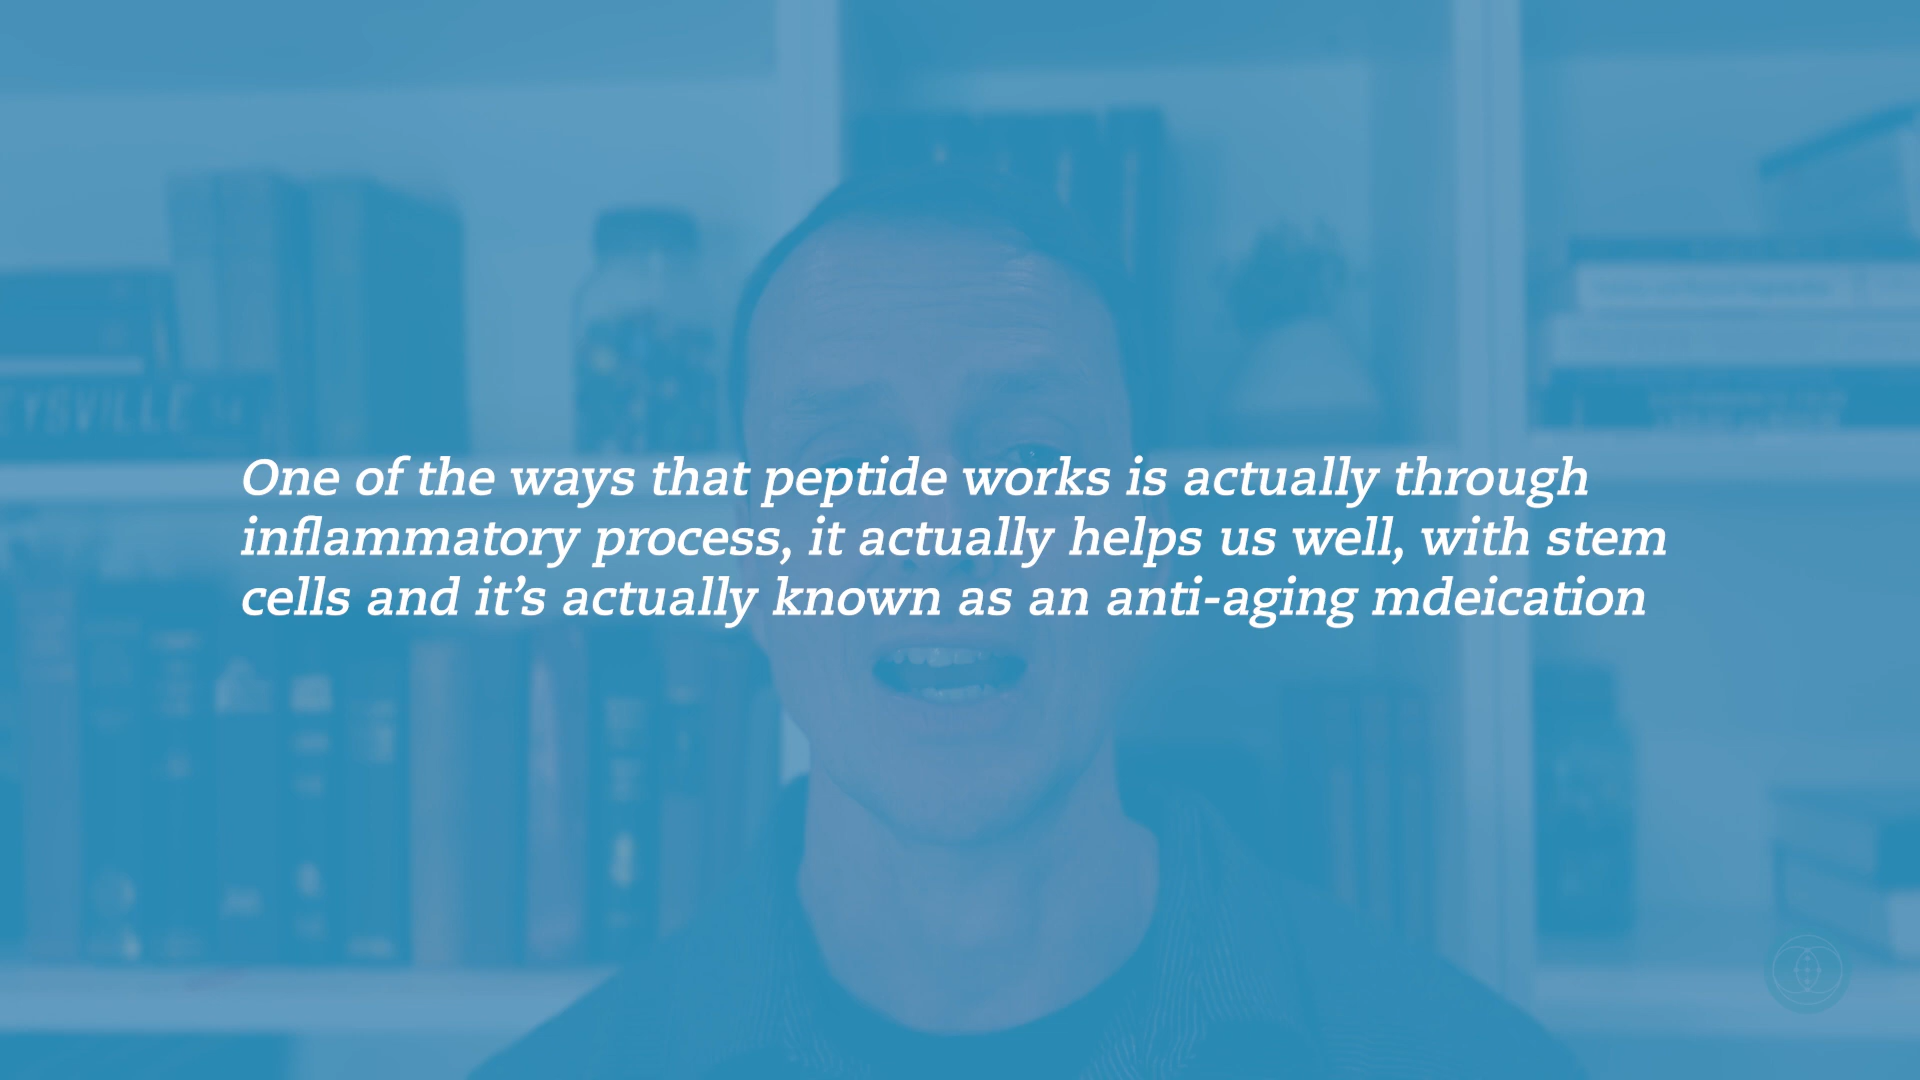 EYSVILLE
One of the ways that peptide works is actually through
inflammatory process, it actually helps us well, with stem
cells and it’s actually known as an anti-aging mdeication